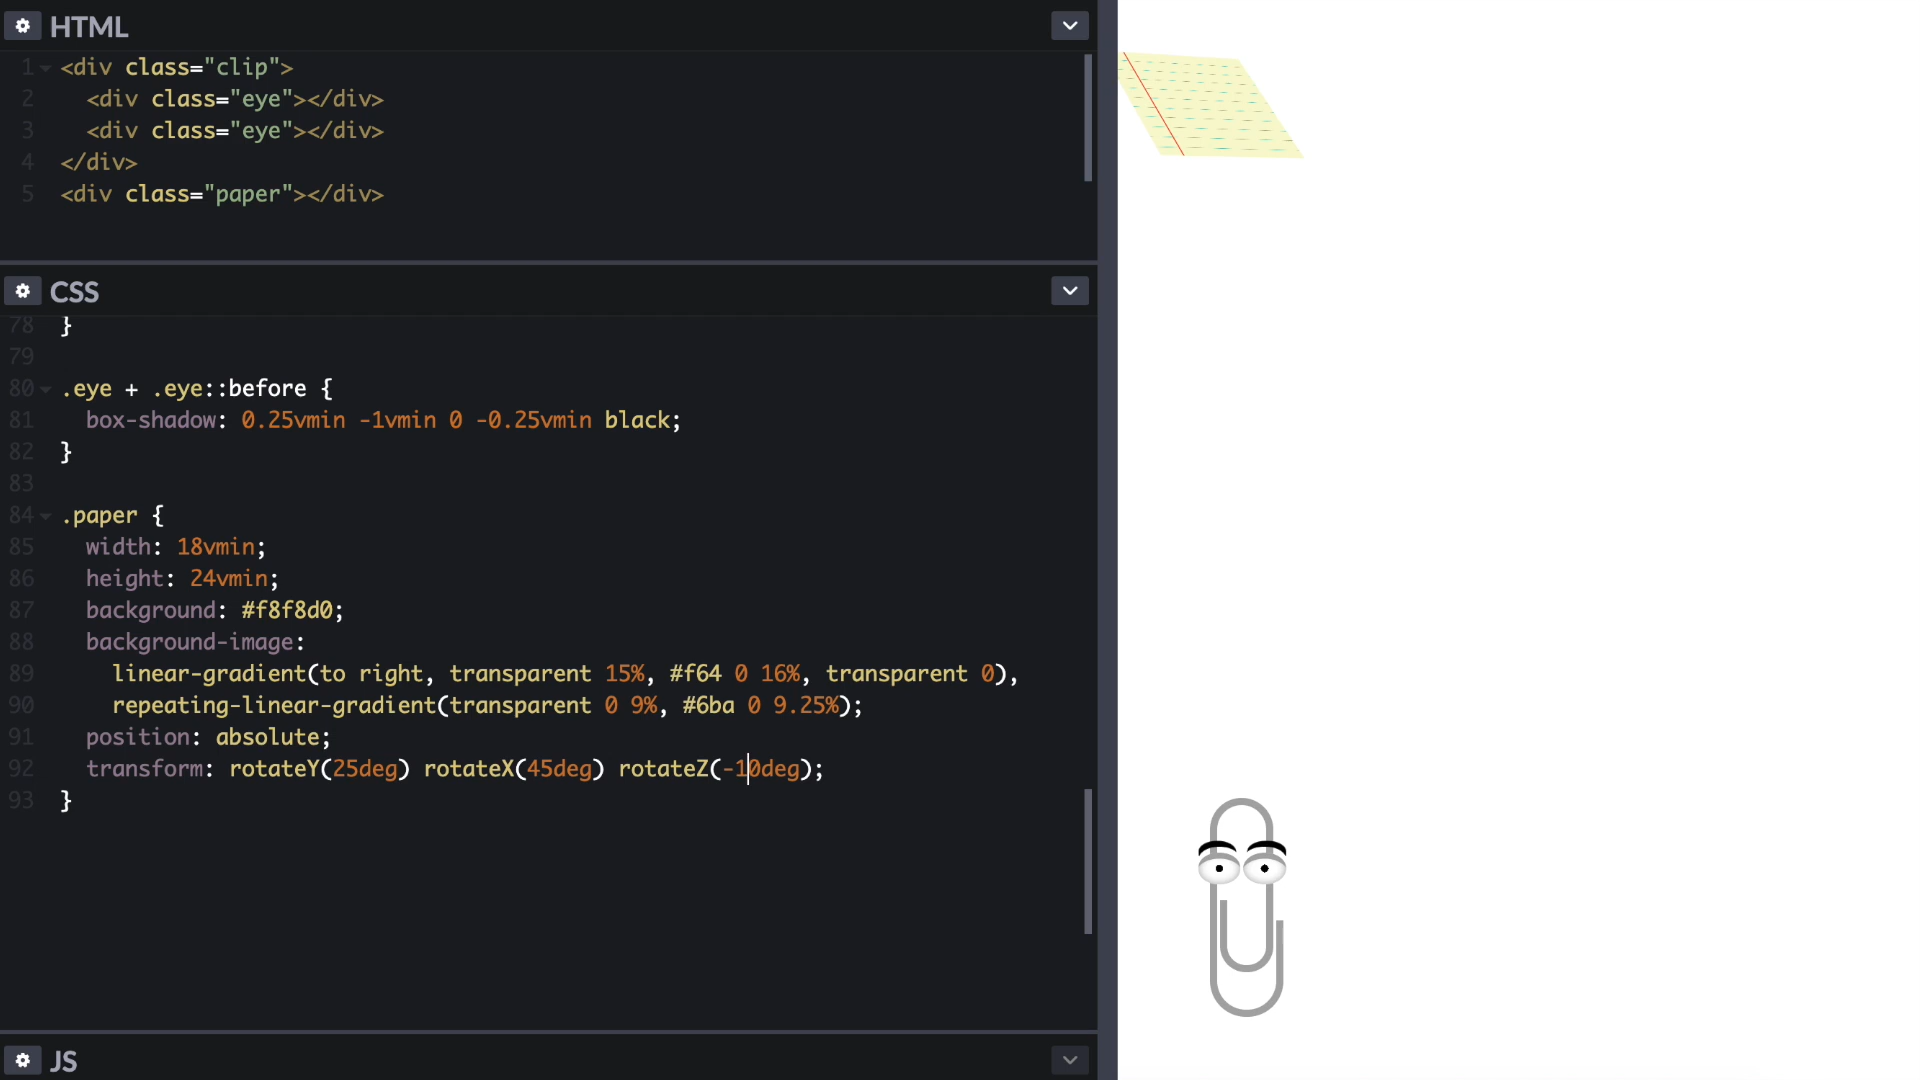 HTML
1 <div class="clip">
2 <div class="eye"></div>
3 <div class="eye"></div>
4 </div>
5 <div class="paper"></div>
CSS
78 }
79
80 .eye + .eye::before {
81 box-shadow: 0.25vmin -1vmin 0 -0.25vmin black;
82 }
83
84 .paper {
85 width: 18vmin;
86 height: 24vmin;
87 background: #f8f8d0;
88 background-image:
89 linear-gradient(to right, transparent 15%, #f64 0 16%, transparent 0),
90 repeating-linear-gradient(transparent 0 9%, #6ba 0 9.25%);
91 position: absolute;
92 transform: rotateY(25deg) rotateX(45deg) rotateZ(-10deg);
93 }
JS